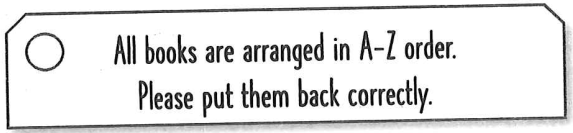 All books are arranged in A–Z order.
Please put them back correctly.